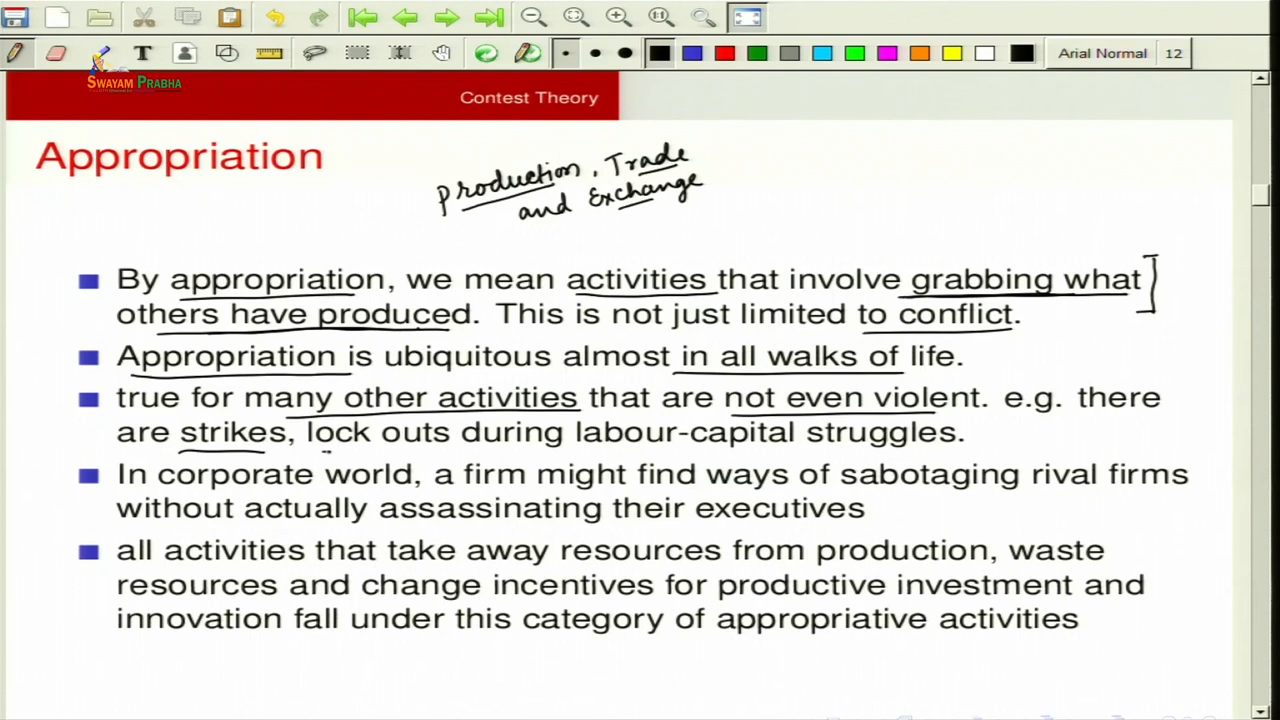 Arial Normal 12
SWAYAM PRABHA
Contest Theory
Appropriation
Production, Trade
and Exchange
By appropriation, we mean activities that involve grabbing what
others have produced. This is not just limited to conflict.
Appropriation is ubiquitous almost in all walks of life.
true for many other activities that are not even violent. e.g. there
are strikes, lock outs during labour-capital struggles.
In corporate world, a firm might find ways of sabotaging rival firms
without actually assassinating their executives
all activities that take away resources from production, waste
resources and change incentives for productive investment and
innovation fall under this category of appropriative activities